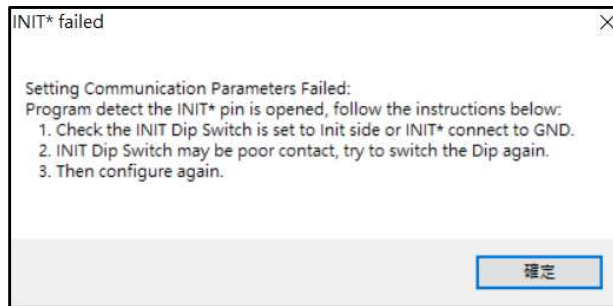 INIT* failed
Setting Communication Parameters Failed:
Program detect the INIT* pin is opened, follow the instructions below:
1. Check the INIT Dip Switch is set to Init side or INIT* connect to GND.
2. INIT Dip Switch may be poor contact, try to switch the Dip again.
3. Then configure again.
確定